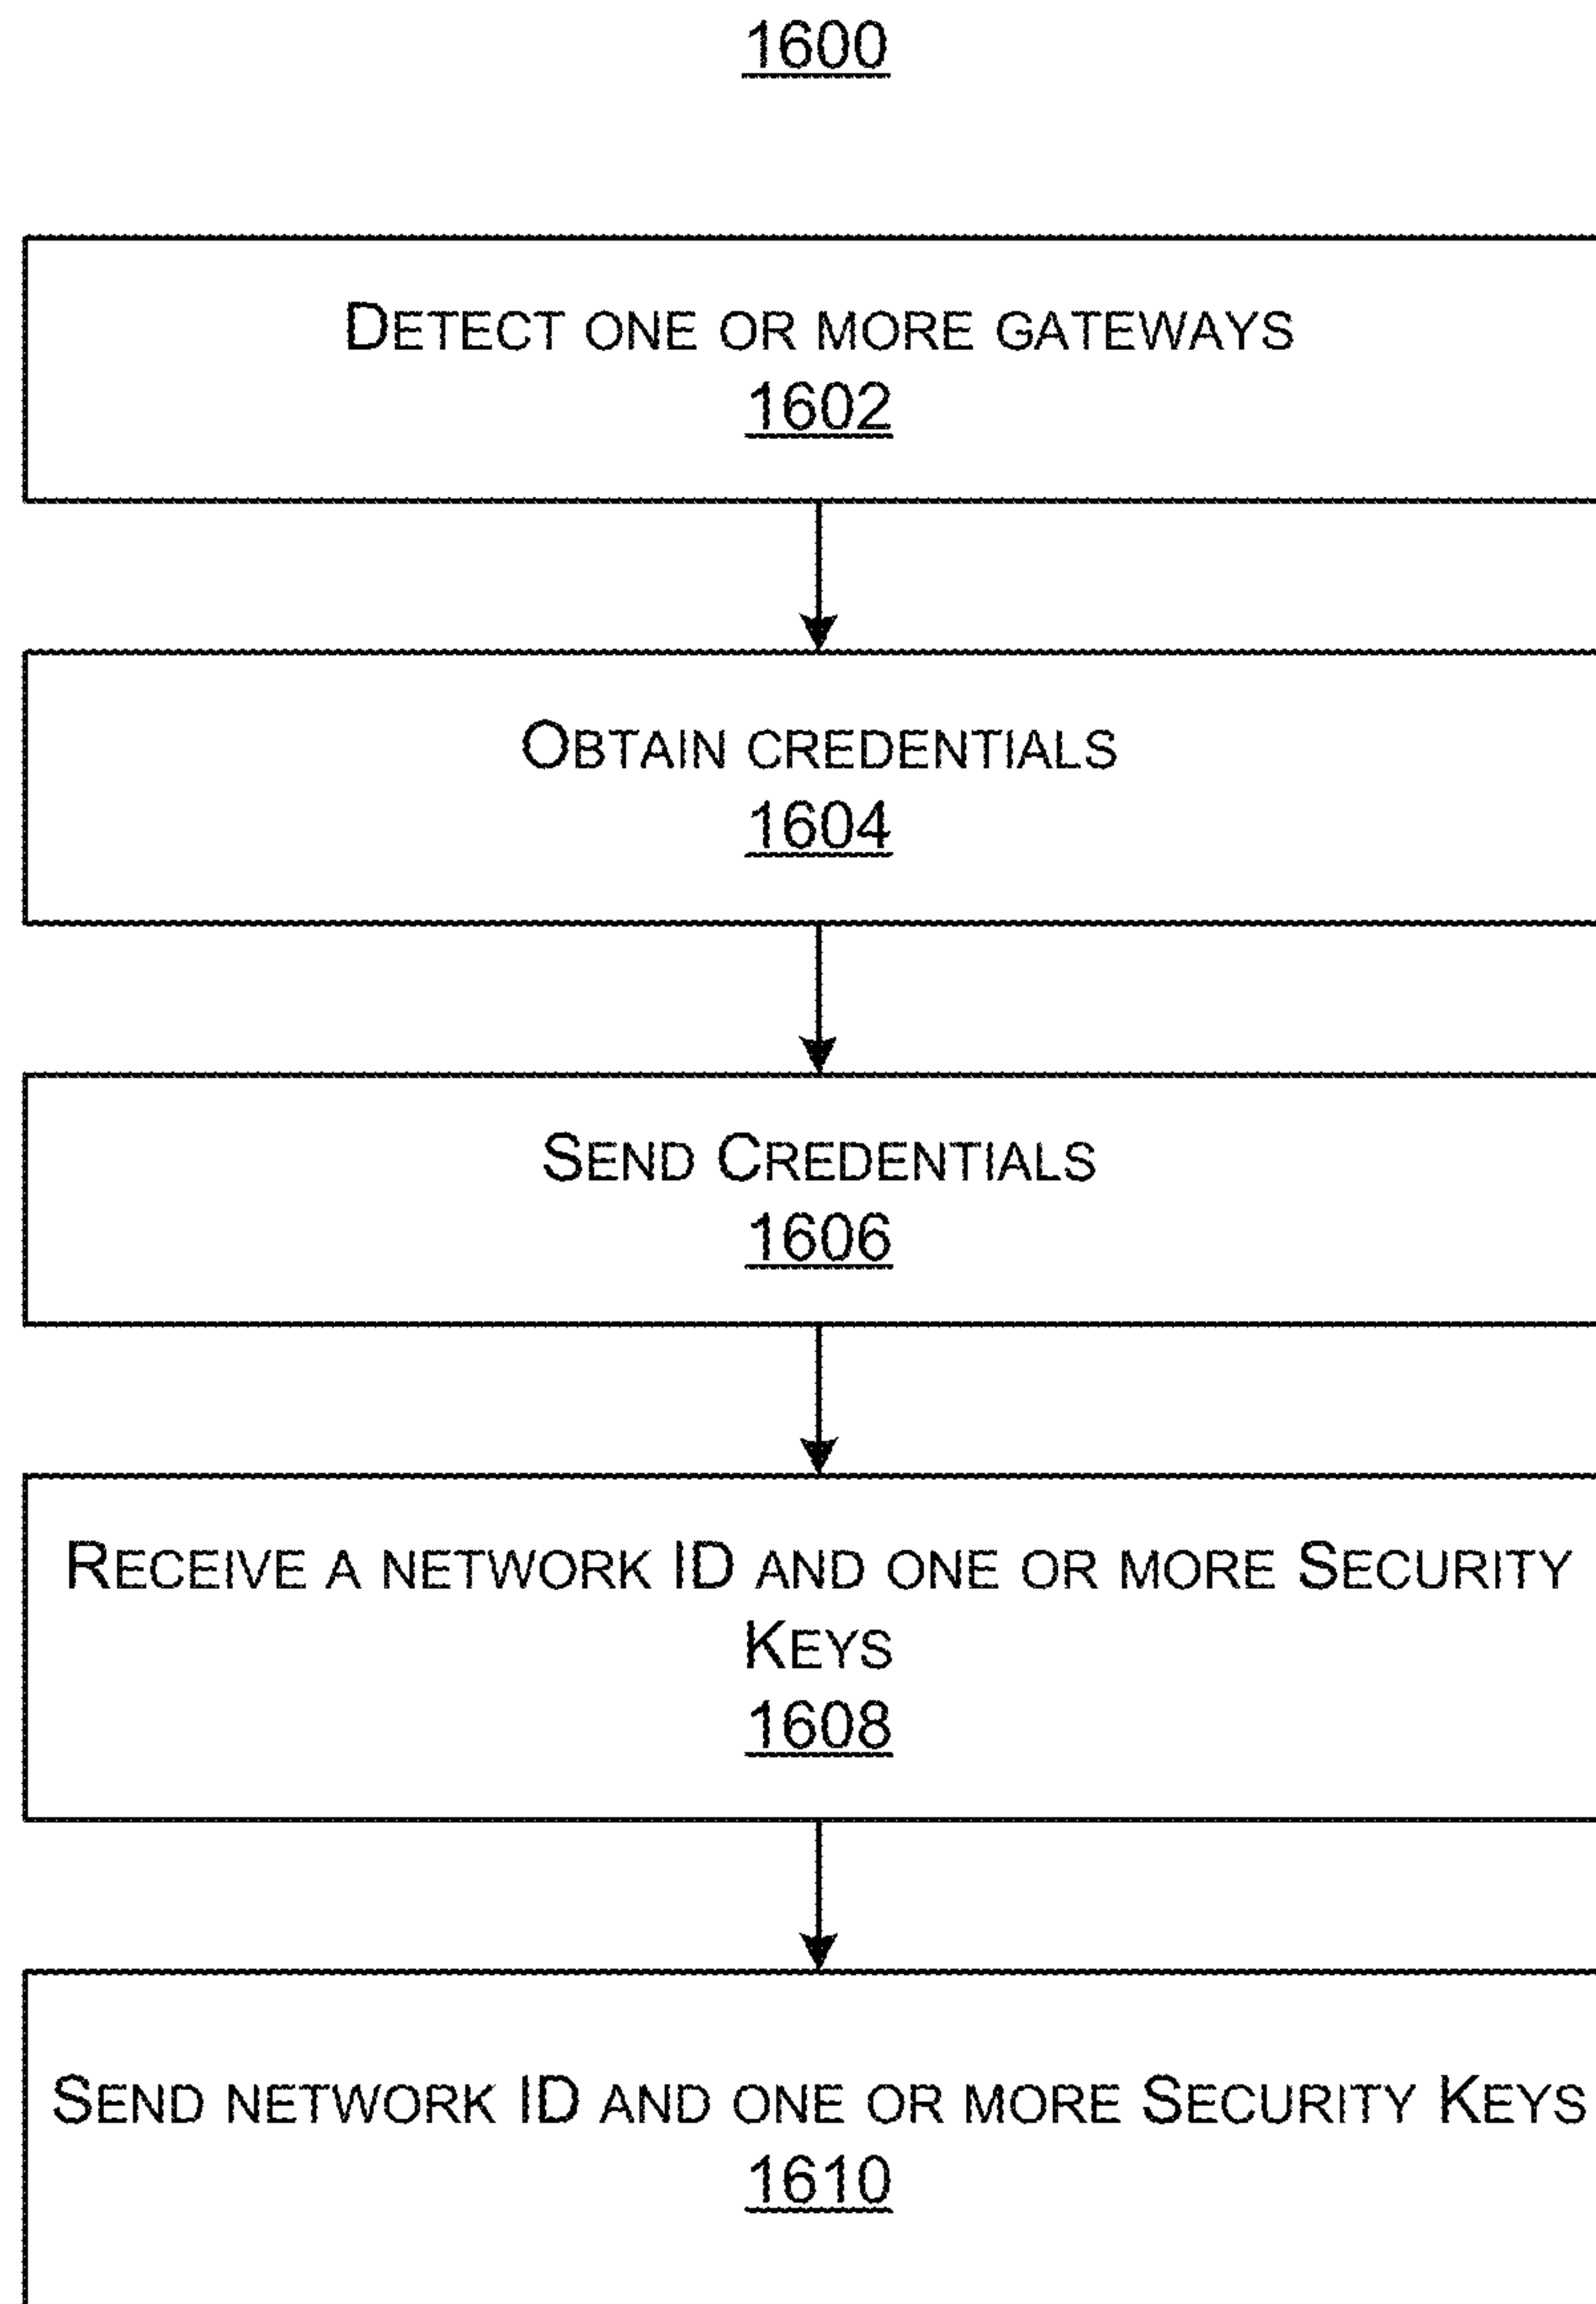 1600
DETECT ONE OR MORE GATEWAYS
1602
OBTAIN CREDENTIALS
1604
SEND CREDENTIALS
1606
RECEIVE A NETWORK ID AND ONE OR MORE SECURITY
KEYS
1608
SEND NETWORK ID AND ONE OR MORE SECURITY KEYS
1610